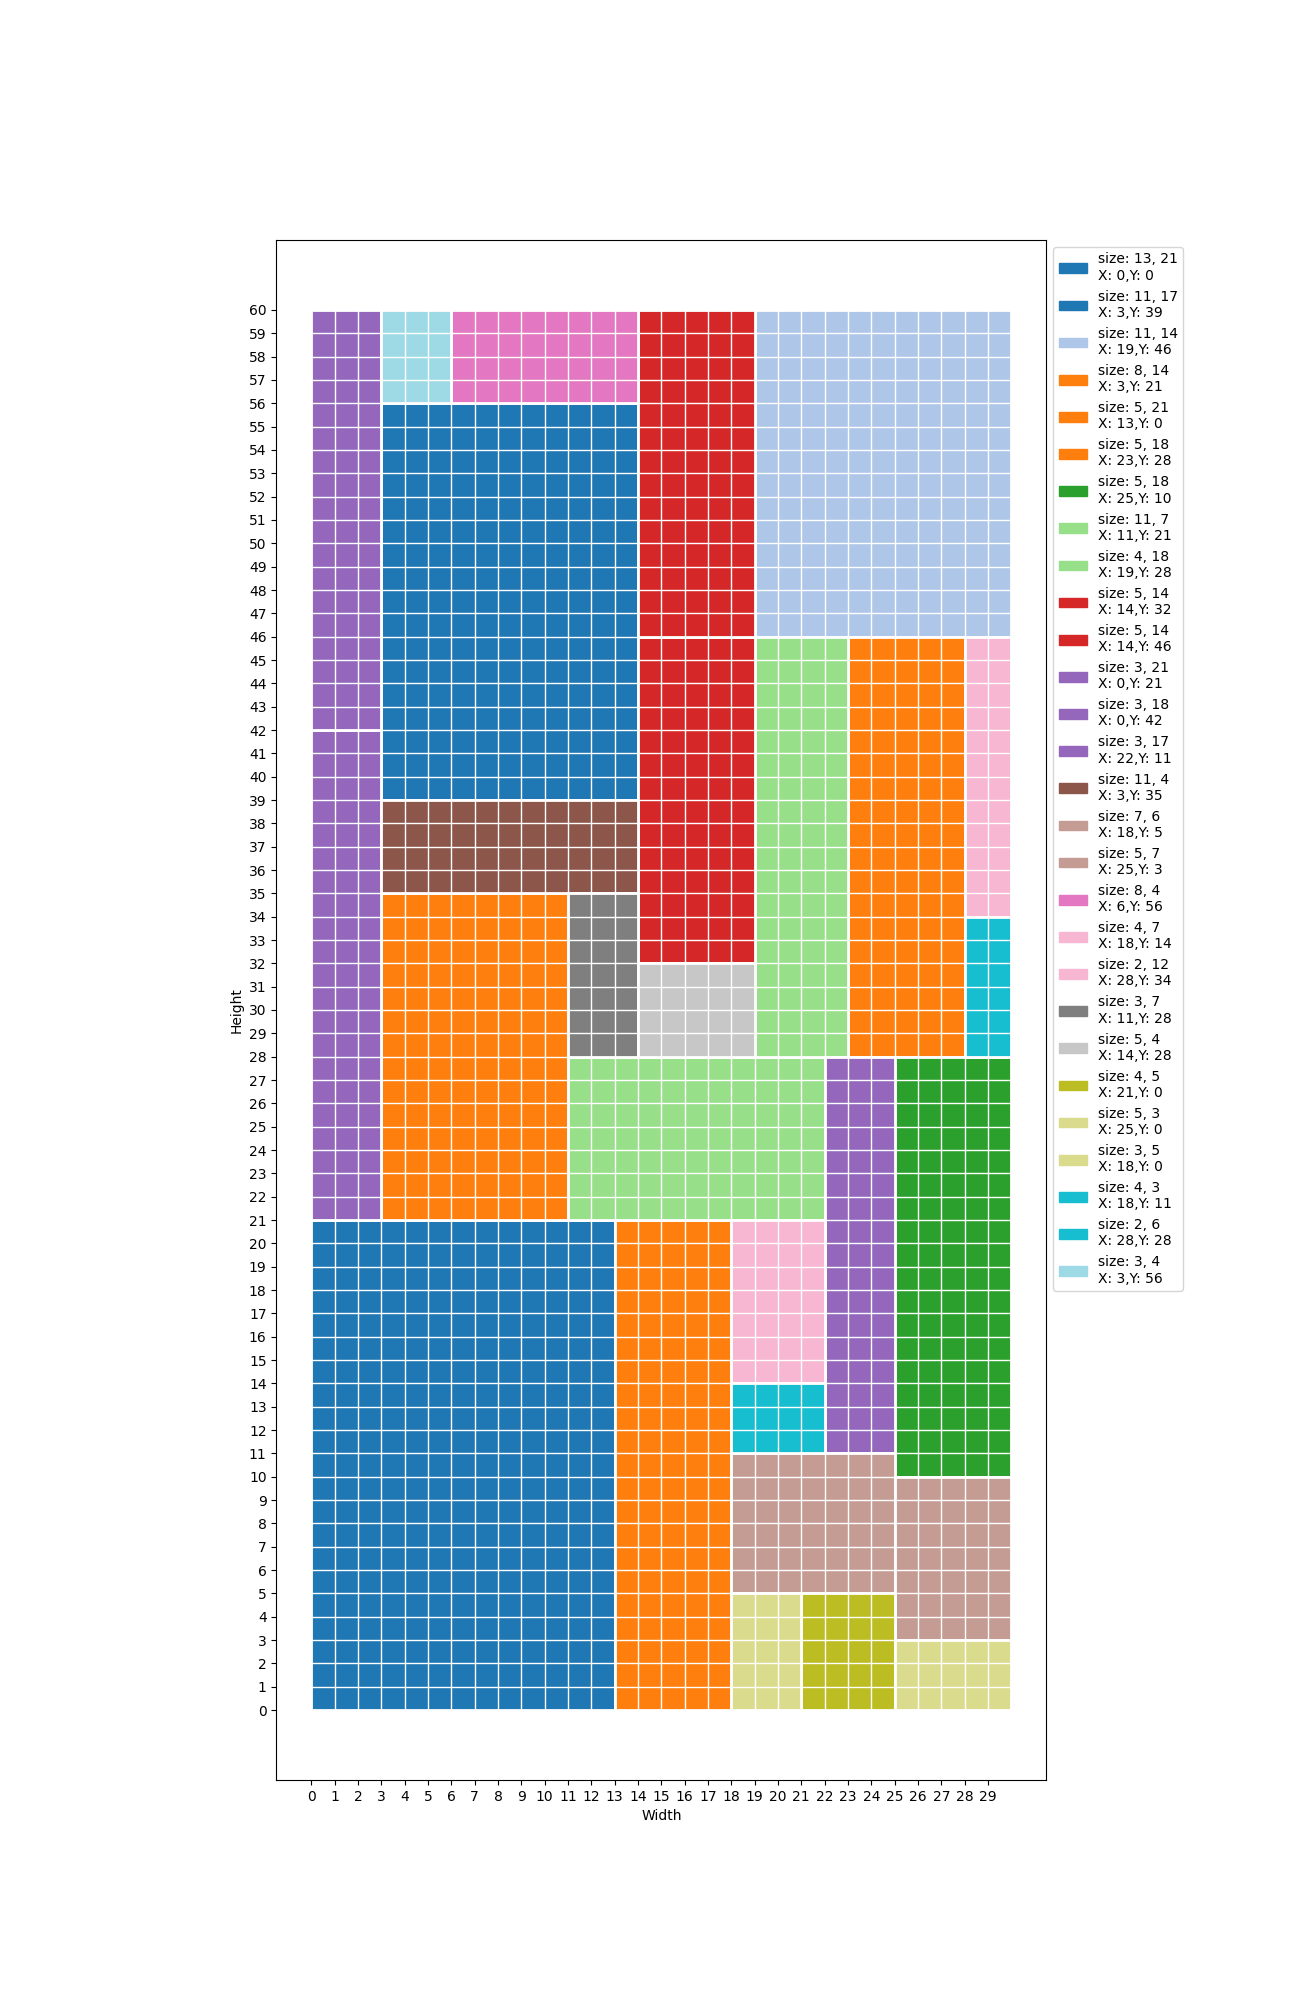 60
59
58
57
56
55
54
53
52
51
50
49
48
47
46
45
44
43
42
41
40
39
38
37
36
35
34
33
32
31
30
29
28
27
26
25
24
23
22
21
20
19
18
17
16
15
14
13
12
11
10
9
8
7
6
5
4
3
2
1
0
Height
0 1 2 3 4 5 6 7 8 9 10 11 12 13 14 15 16 17 18 19 20 21 22 23 24 25 26 27 28 29
Width
size: 13, 21
X: 0,Y: 0
size: 11, 17
X: 3,Y: 39
size: 11, 14
X: 19,Y: 46
size: 8, 14
X: 3,Y: 21
size: 5, 21
X: 13,Y: 0
size: 5, 18
X: 23,Y: 28
size: 5, 18
X: 25,Y: 10
size: 11, 7
X: 11,Y: 21
size: 4, 18
X: 19,Y: 28
size: 5, 14
X: 14,Y: 32
size: 5, 14
X: 14,Y: 46
size: 3, 21
X: 0,Y: 21
size: 3, 18
X: 0,Y: 42
size: 3, 17
X: 22,Y: 11
size: 11, 4
X: 3,Y: 35
size: 7, 6
X: 18,Y: 5
size: 5, 7
X: 25,Y: 3
size: 8, 4
X: 6,Y: 56
size: 4, 7
X: 18,Y: 14
size: 2, 12
X: 28,Y: 34
size: 3, 7
X: 11,Y: 28
size: 5, 4
X: 14,Y: 28
size: 4, 5
X: 21,Y: 0
size: 5, 3
X: 25,Y: 0
size: 3, 5
X: 18,Y: 0
size: 4, 3
X: 18,Y: 11
size: 2, 6
X: 28,Y: 28
size: 3, 4
X: 3,Y: 56